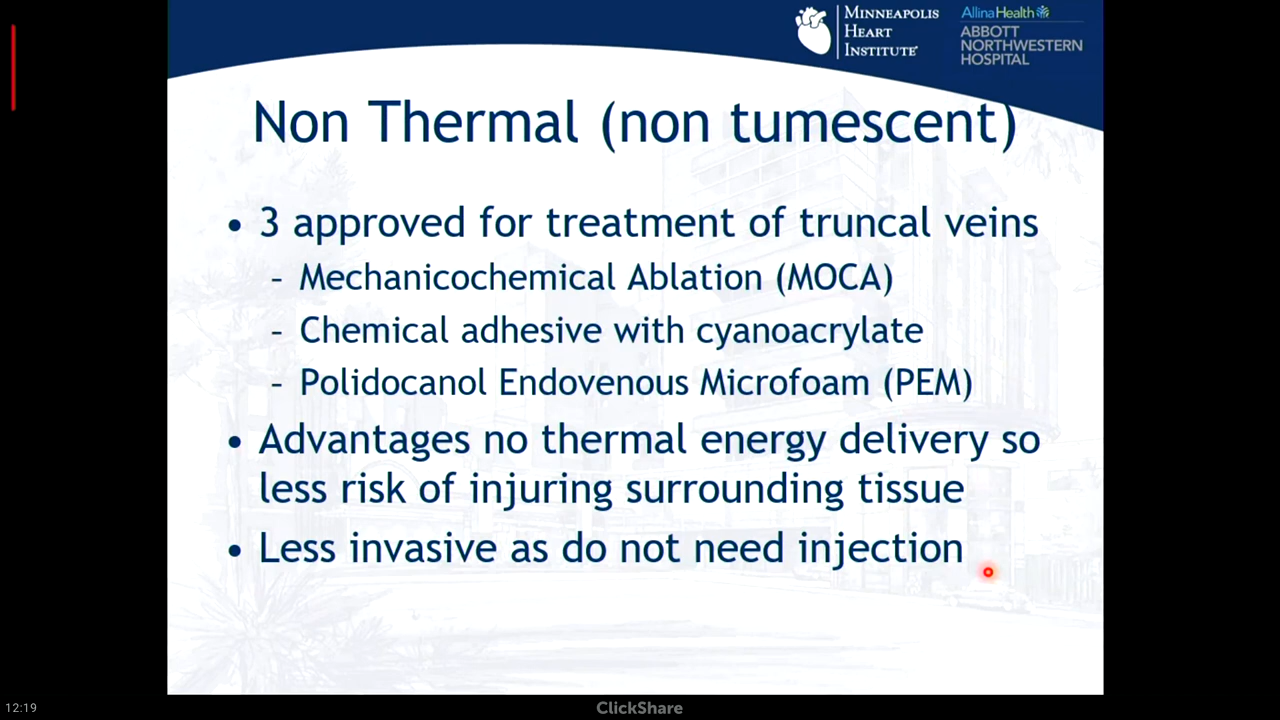 MINNEAPOLIS
HEART
INSTITUTE
AllinaHealth
ABBOTT
NORTHWESTERN
HOSPITAL
Non Thermal (non tumescent)
• 3 approved for treatment of truncal veins
– Mechanicochemical Ablation (MOCA)
– Chemical adhesive with cyanoacrylate
– Polidocanol Endovenous Microfoam (PEM)
• Advantages no thermal energy delivery so
less risk of injuring surrounding tissue
• Less invasive as do not need injection
12:19
ClickShare